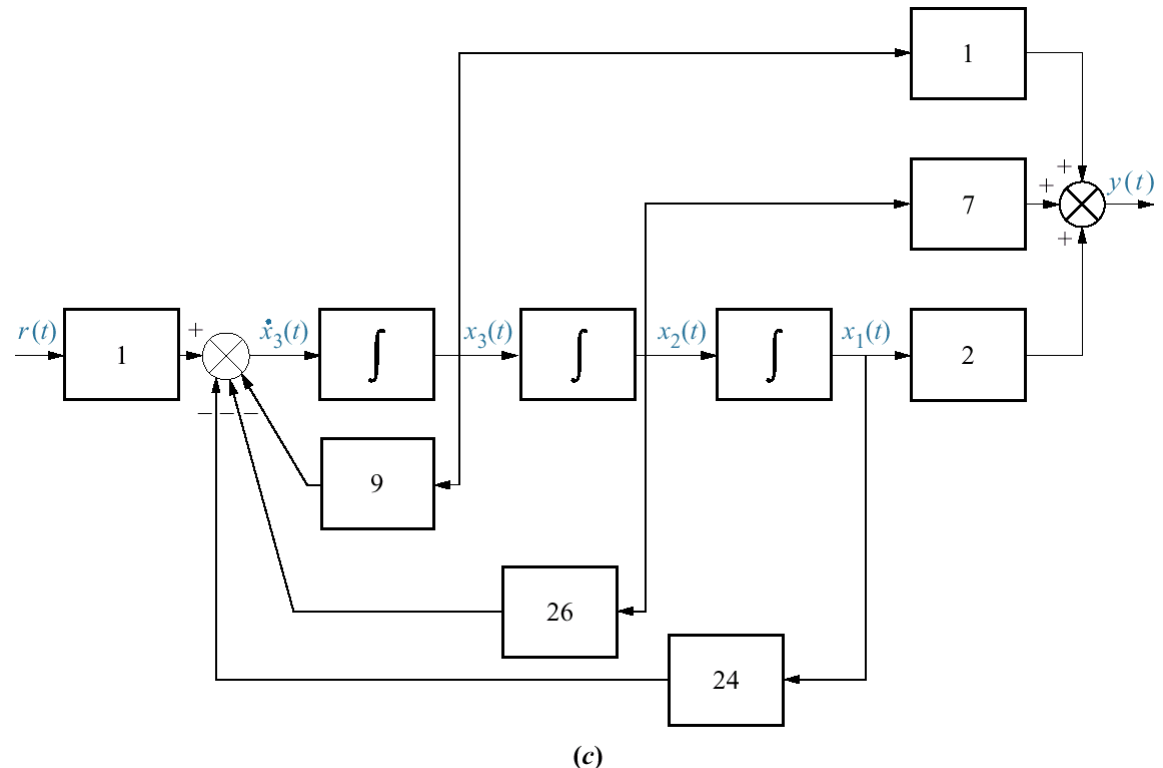 1
7
+
+
y(t)
+
r(t)
1
+
ẋ₃(t)
∫
x₃(t)
∫
x₂(t)
∫
x₁(t)
2
− − −
9
26
24
(c)